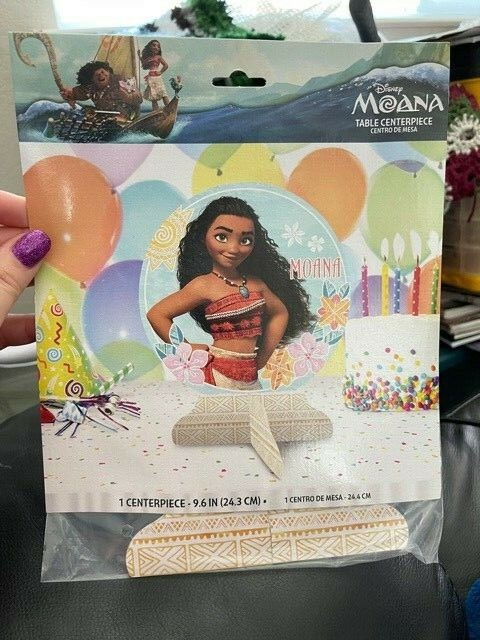 Disney
MOANA
TABLE CENTERPIECE
CENTRO DE MESA
MOANA
1 CENTERPIECE - 9.6 IN (24.3 CM) • 1 CENTRO DE MESA - 24.4 CM